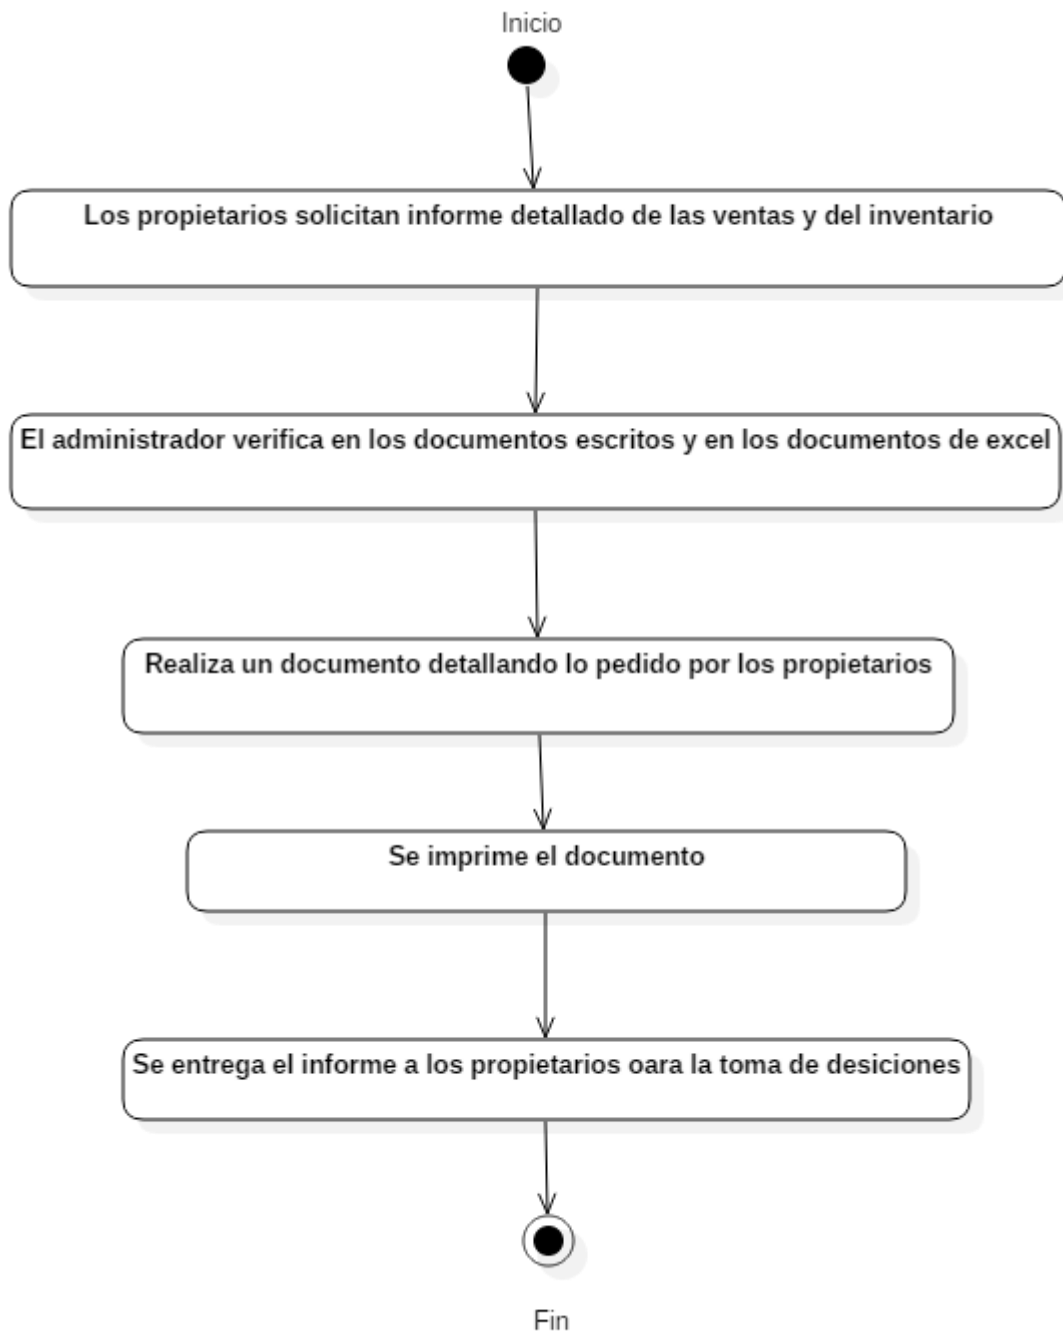 Inicio
Los propietarios solicitan informe detallado de las ventas y del inventario
El administrador verifica en los documentos escritos y en los documentos de excel
Realiza un documento detallando lo pedido por los propietarios
Se imprime el documento
Se entrega el informe a los propietarios oara la toma de desiciones
Fin